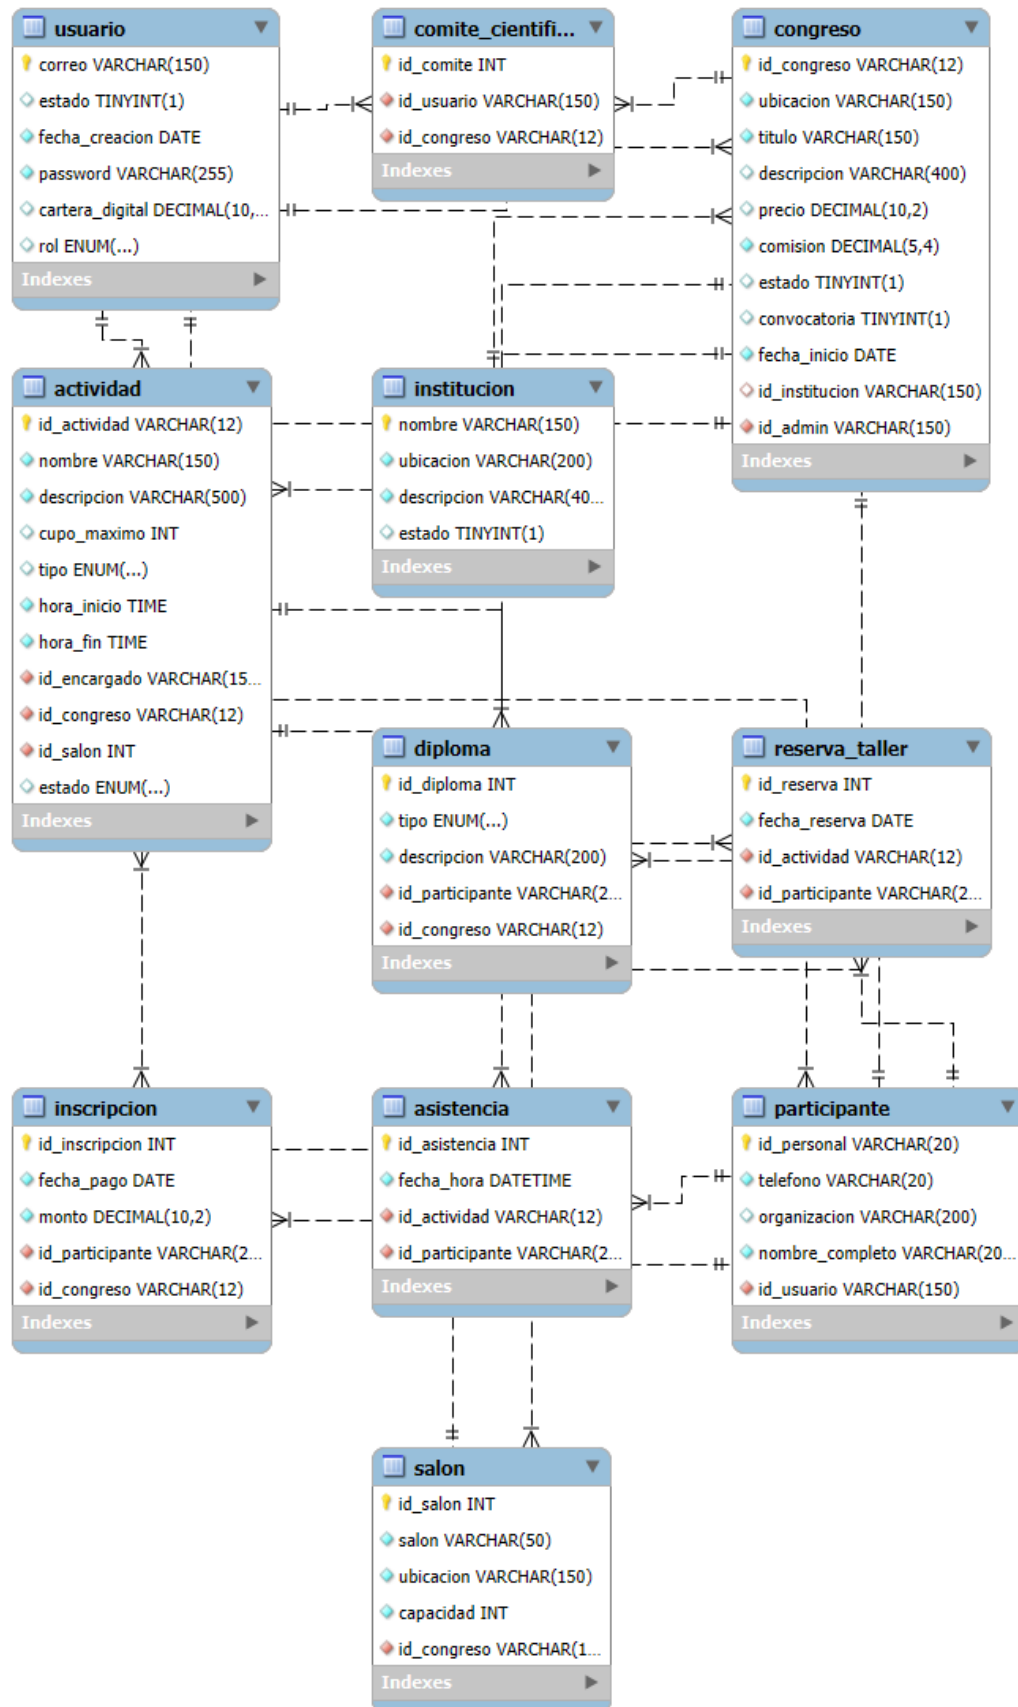 usuario
correo VARCHAR(150)
estado TINYINT(1)
fecha_creacion DATE
password VARCHAR(255)
cartera_digital DECIMAL(10,...
rol ENUM(...)
Indexes
comite_cientifi...
id_comite INT
id_usuario VARCHAR(150)
id_congreso VARCHAR(12)
Indexes
congreso
id_congreso VARCHAR(12)
ubicacion VARCHAR(150)
titulo VARCHAR(150)
descripcion VARCHAR(400)
precio DECIMAL(10,2)
comision DECIMAL(5,4)
estado TINYINT(1)
convocatoria TINYINT(1)
fecha_inicio DATE
id_institucion VARCHAR(150)
id_admin VARCHAR(150)
Indexes
actividad
id_actividad VARCHAR(12)
nombre VARCHAR(150)
descripcion VARCHAR(500)
cupo_maximo INT
tipo ENUM(...)
hora_inicio TIME
hora_fin TIME
id_encargado VARCHAR(15...
id_congreso VARCHAR(12)
id_salon INT
estado ENUM(...)
Indexes
institucion
nombre VARCHAR(150)
ubicacion VARCHAR(200)
descripcion VARCHAR(40...
estado TINYINT(1)
Indexes
diploma
id_diploma INT
tipo ENUM(...)
descripcion VARCHAR(200)
id_participante VARCHAR(2...
id_congreso VARCHAR(12)
Indexes
reserva_taller
id_reserva INT
fecha_reserva DATE
id_actividad VARCHAR(12)
id_participante VARCHAR(2...
Indexes
inscripcion
id_inscripcion INT
fecha_pago DATE
monto DECIMAL(10,2)
id_participante VARCHAR(2...
id_congreso VARCHAR(12)
Indexes
asistencia
id_asistencia INT
fecha_hora DATETIME
id_actividad VARCHAR(12)
id_participante VARCHAR(2...
Indexes
participante
id_personal VARCHAR(20)
telefono VARCHAR(20)
organizacion VARCHAR(200)
nombre_completo VARCHAR(20...
id_usuario VARCHAR(150)
Indexes
salon
id_salon INT
salon VARCHAR(50)
ubicacion VARCHAR(150)
capacidad INT
id_congreso VARCHAR(1...
Indexes